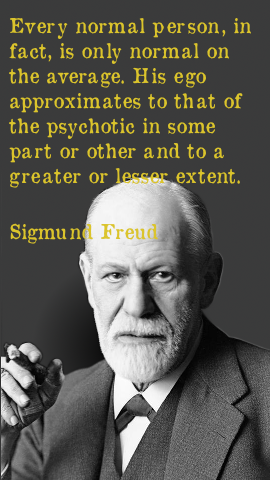 Every normal person, in
fact, is only normal on
the average. His ego
approximates to that of
the psychotic in some
part or other and to a
greater or lesser extent.
Sigmund Freud